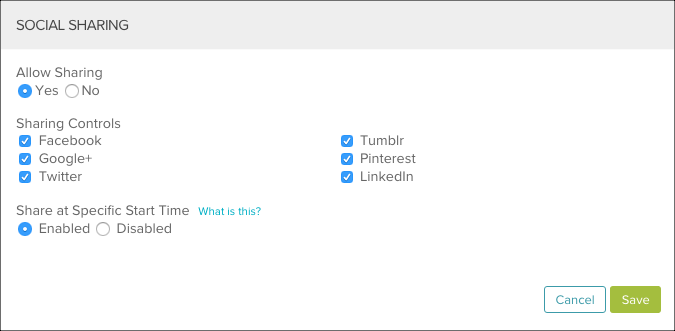 SOCIAL SHARING
Allow Sharing
Yes No
Sharing Controls
Facebook Tumblr
Google+ Pinterest
Twitter LinkedIn
Share at Specific Start Time What is this?
Enabled Disabled
Cancel Save